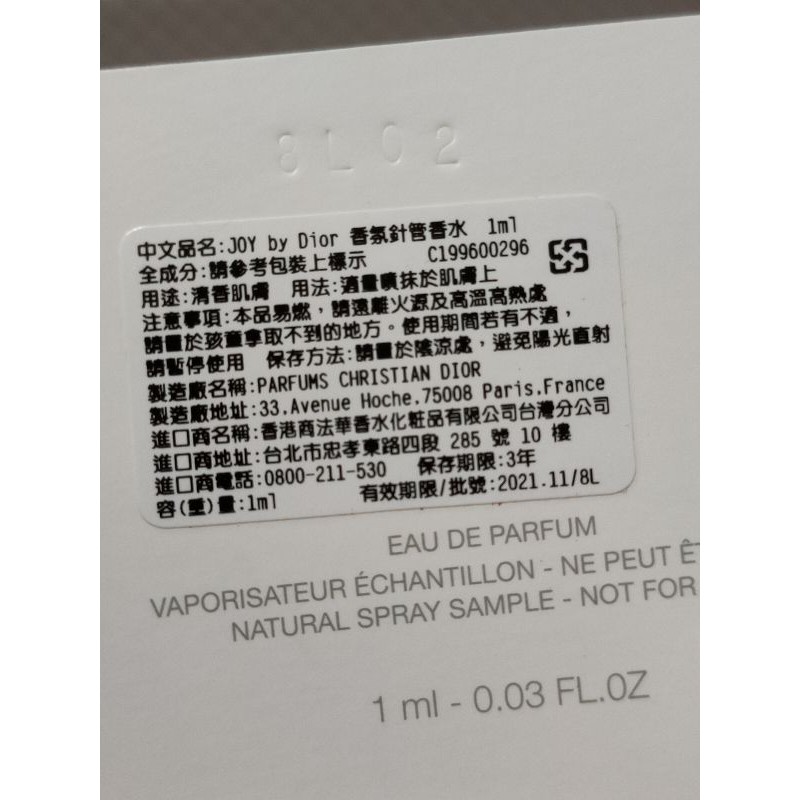 8L02
中文品名:JOY by Dior 香氛針管香水 1ml
全成分:請參考包裝上標示 C199600296
用途:清香肌膚 用法:適量噴抹於肌膚上
注意事項:本品易燃，請遠離火源及高溫高熱處
請置於孩童拿取不到的地方。使用期間若有不適，
請暫停使用 保存方法:請置於陰涼處，避免陽光直射
製造廠名稱:PARFUMS CHRISTIAN DIOR
製造廠地址:33.Avenue Hoche.75008 Paris.France
進口商名稱:香港商法華香水化粧品有限公司台灣分公司
進口商地址:台北市忠孝東路四段 285 號 10 樓
進口商電話:0800-211-530 保存期限:3年
容(重)量:1ml 有效期限/批號:2021.11/8L
EAU DE PARFUM
VAPORISATEUR ÉCHANTILLON - NE PEUT
NATURAL SPRAY SAMPLE - NOT FOR
1 ml - 0.03 FL.OZ